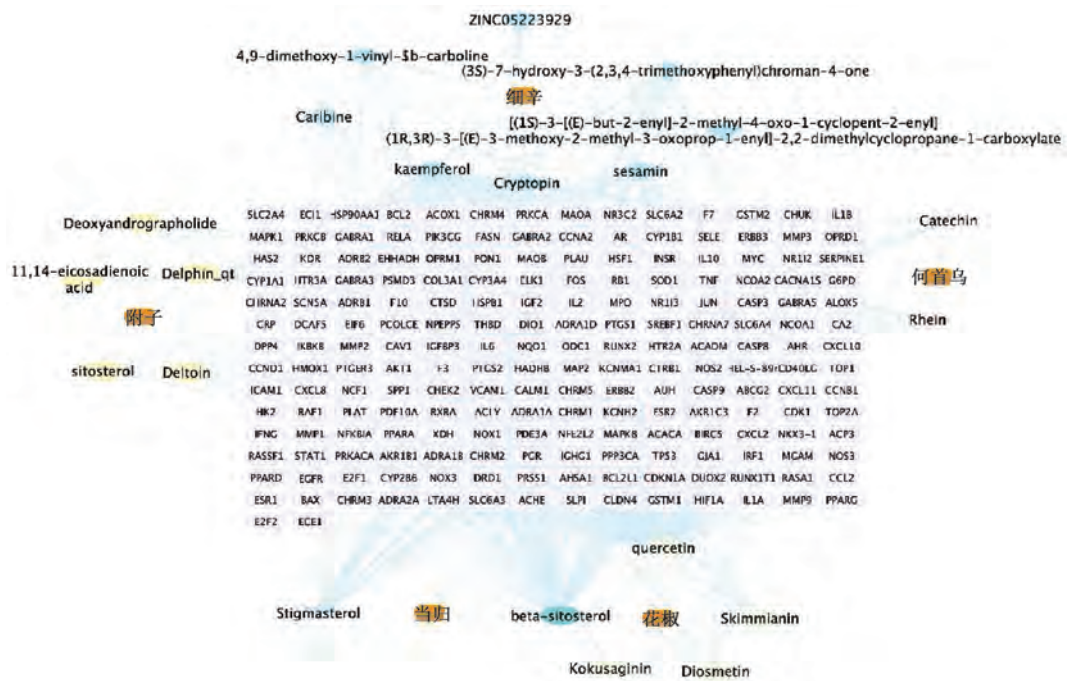 ZINC05223929
4,9-dimethoxy-1-vinyl-$b-carboline
(3S)-7-hydroxy-3-(2,3,4-trimethoxyphenyl)chroman-4-one
细辛
Caribine
[(1S)-3-[(E)-but-2-enyl]-2-methyl-4-oxo-1-cyclopent-2-enyl]
(1R,3R)-3-[(E)-3-methoxy-2-methyl-3-oxoprop-1-enyl]-2,2-dimethylcyclopropane-1-carboxylate
kaempferol
Cryptopin
sesamin
SLC2A4 ECI1 HSP90AA1 BCL2 ACOX1 CHRM4 PRKCA MAOA NR3C2 SLC6A2 F7 GSTM2 CHUK IL1B
Deoxyandrographolide
Catechin
MAPK1 PRKCB GABRA1 RELA PIK3CG FASN GABRA2 CCNA2 AR CYP1B1 SELE ERBB3 MMP3 OPRD1
HAS2 KDR ADRB2 EHHADH OPRM1 PON1 MAOB PLAU HSF1 INSR IL10 MYC NR1I2 SERPINE1
11,14-eicosadienoic
acid
Delphin_qt
何首乌
CYP1A1 HTR3A GABRA3 PSMD3 COL3A1 CYP3A4 ELK1 FOS RB1 SOD1 TNF NCOA2 CACNA1S G6PD
CHRNA2 SCN5A ADRB1 F10 CTSD HSPB1 IGF2 IL2 MPO NR1I3 JUN CASP3 GABRA5 ALOX5
附子
Rhein
CRP DCAF5 EIF6 PCOLCE NPEPPS THBD DIO1 ADRA1D PTGS1 SREBF1 CHRNA7 SLC6A4 NCOA1 CA2
DPP4 IKBKB MMP2 CAV1 IGFBP3 IL6 NQO1 ODC1 RUNX2 HTR2A ACADM CASP8 AHR CXCL10
sitosterol
Deltoin
CCND1 HMOX1 PTGER3 AKT1 F3 PTGS2 HADHB MAP2 KCNMA1 CTRB1 NOS2 CD40LG TOP1
ICAM1 CXCL8 NCF1 SPP1 CHEK2 VCAM1 CALM1 CHRM5 ERBB2 AUH CASP9 ABCG2 CXCL11 CCNB1
HK2 RAF1 PLAT PDF10A RXRA ACLY ADRA1A CHRM1 KCNH2 ESR2 AKR1C3 F2 CDK1 TOP2A
IFNG MMP1 NFKBIA PPARA XDH NOX1 PDE3A NFE2L2 MAPK8 ACACA BIRC5 CXCL2 NKX3-1 ACP3
RASSF1 STAT1 PRKACA AKR1B1 ADRA1B CHRM2 PGR IGHG1 PPP3CA TP53 GJA1 IRF1 MGAM NOS3
PPARD EGFR E2F1 CYP2B6 NOX3 DRD1 PRSS1 AHSA1 BCL2L1 CDKN1A DUOX2 RUNX1T1 RASA1 CCL2
ESR1 BAX CHRM3 ADRA2A LTA4H SLC6A3 ACHE SLPI CLDN4 GSTM1 HIF1A IL1A MMP9 PPARG
E2F2 ECE1
quercetin
Stigmasterol
当归
beta-sitosterol
花椒
Skimmianin
Kokusaginin
Diosmetin